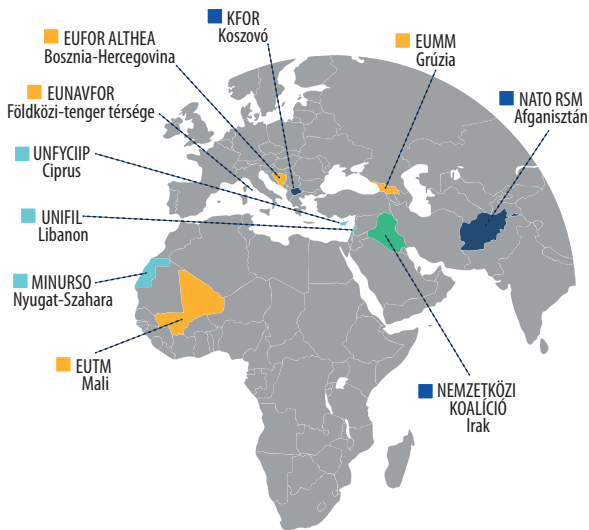 KFOR
Koszovó
EUFOR ALTHEA
Bosznia-Hercegovina
EUMM
Grúzia
EUNAVFOR
Földközi-tenger térsége
NATO RSM
Afganisztán
UNFYCIIP
Ciprus
UNIFIL
Libanon
MINURSO
Nyugat-Szahara
EUTM
Mali
NEMZETKÖZI
KOALÍCIÓ
Irak